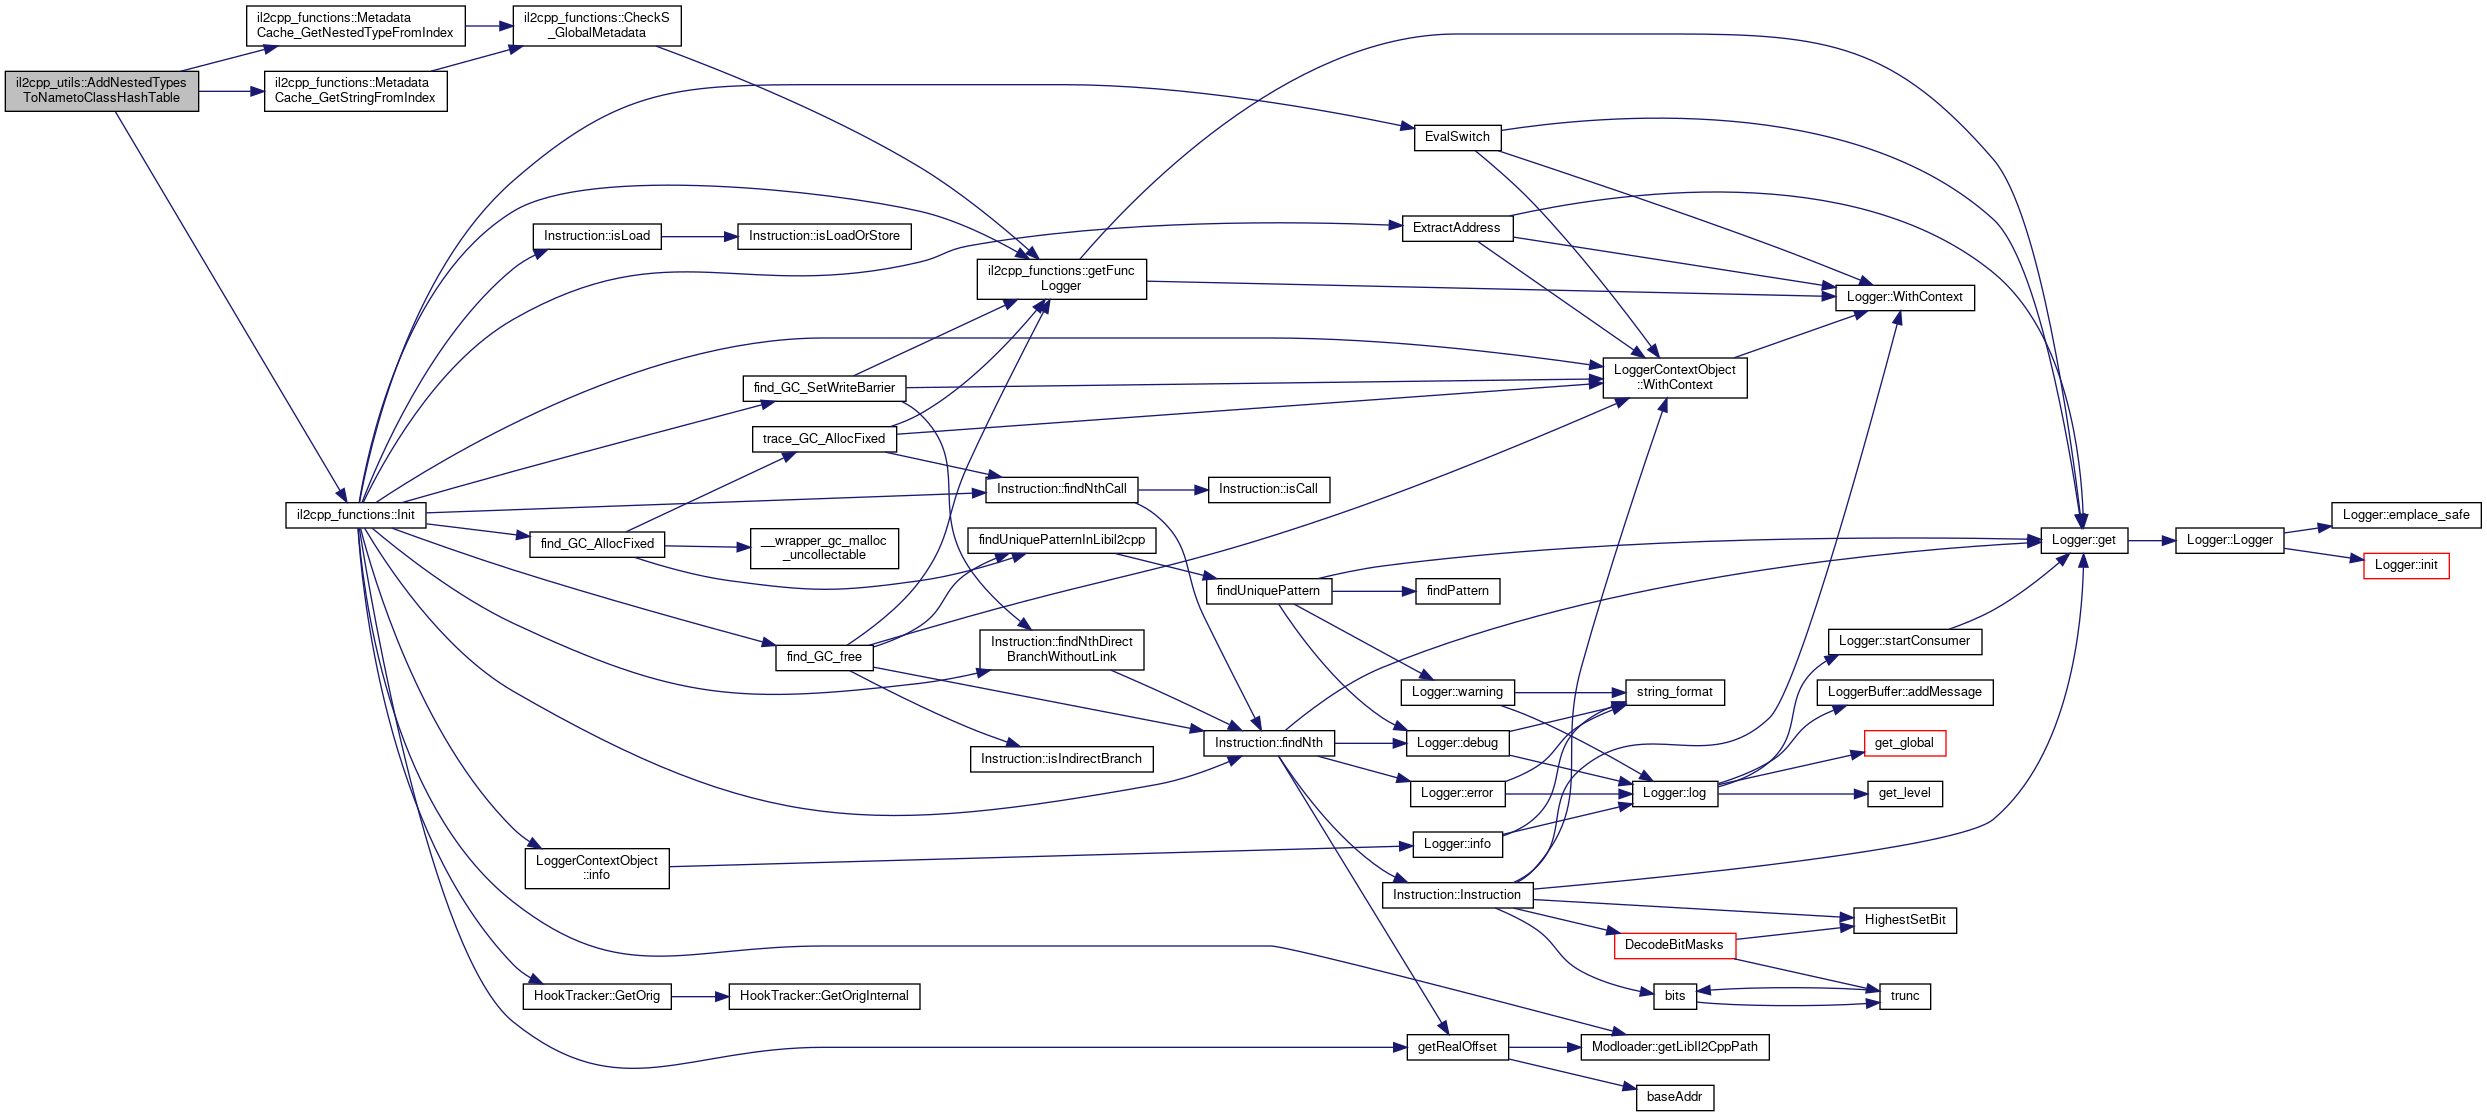 il2cpp_functions::Metadata
Cache_GetNestedTypeFromIndex
il2cpp_functions::CheckS
_GlobalMetadata
il2cpp_utils::AddNestedTypes
ToNametoClassHashTable
il2cpp_functions::Metadata
Cache_GetStringFromIndex
EvalSwitch
Instruction::isLoad
Instruction::isLoadOrStore
ExtractAddress
il2cpp_functions::getFunc
Logger
Logger::WithContext
find_GC_SetWriteBarrier
LoggerContextObject
::WithContext
trace_GC_AllocFixed
il2cpp_functions::Init
Instruction::findNthCall
Instruction::isCall
Logger::emplace_safe
find_GC_AllocFixed
__wrapper_gc_malloc
_uncollectable
findUniquePatternInLibil2cpp
Logger::get
Logger::Logger
Logger::init
findUniquePattern
findPattern
find_GC_free
Instruction::findNthDirect
BranchWithoutLink
Logger::startConsumer
Logger::warning
string_format
LoggerBuffer::addMessage
Instruction::findNth
Logger::debug
get_global
Instruction::isIndirectBranch
Logger::error
Logger::log
get_level
LoggerContextObject
::info
Logger::info
Instruction::Instruction
HighestSetBit
DecodeBitMasks
HookTracker::GetOrig
HookTracker::GetOrigInternal
bits
trunc
getRealOffset
Modloader::getLibIl2CppPath
baseAddr